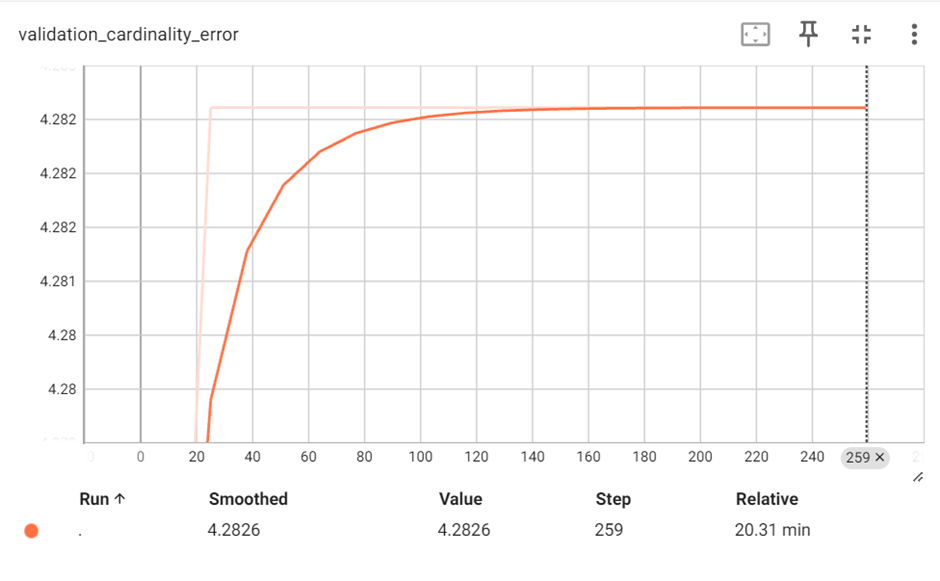 validation_cardinality_error
4.282
4.282
4.282
4.281
4.28
4.28
0 20 40 60 80 100 120 140 160 180 200 220 240 259 ✕
Run ↑ Smoothed Value Step Relative
. 4.2826 4.2826 259 20.31 min